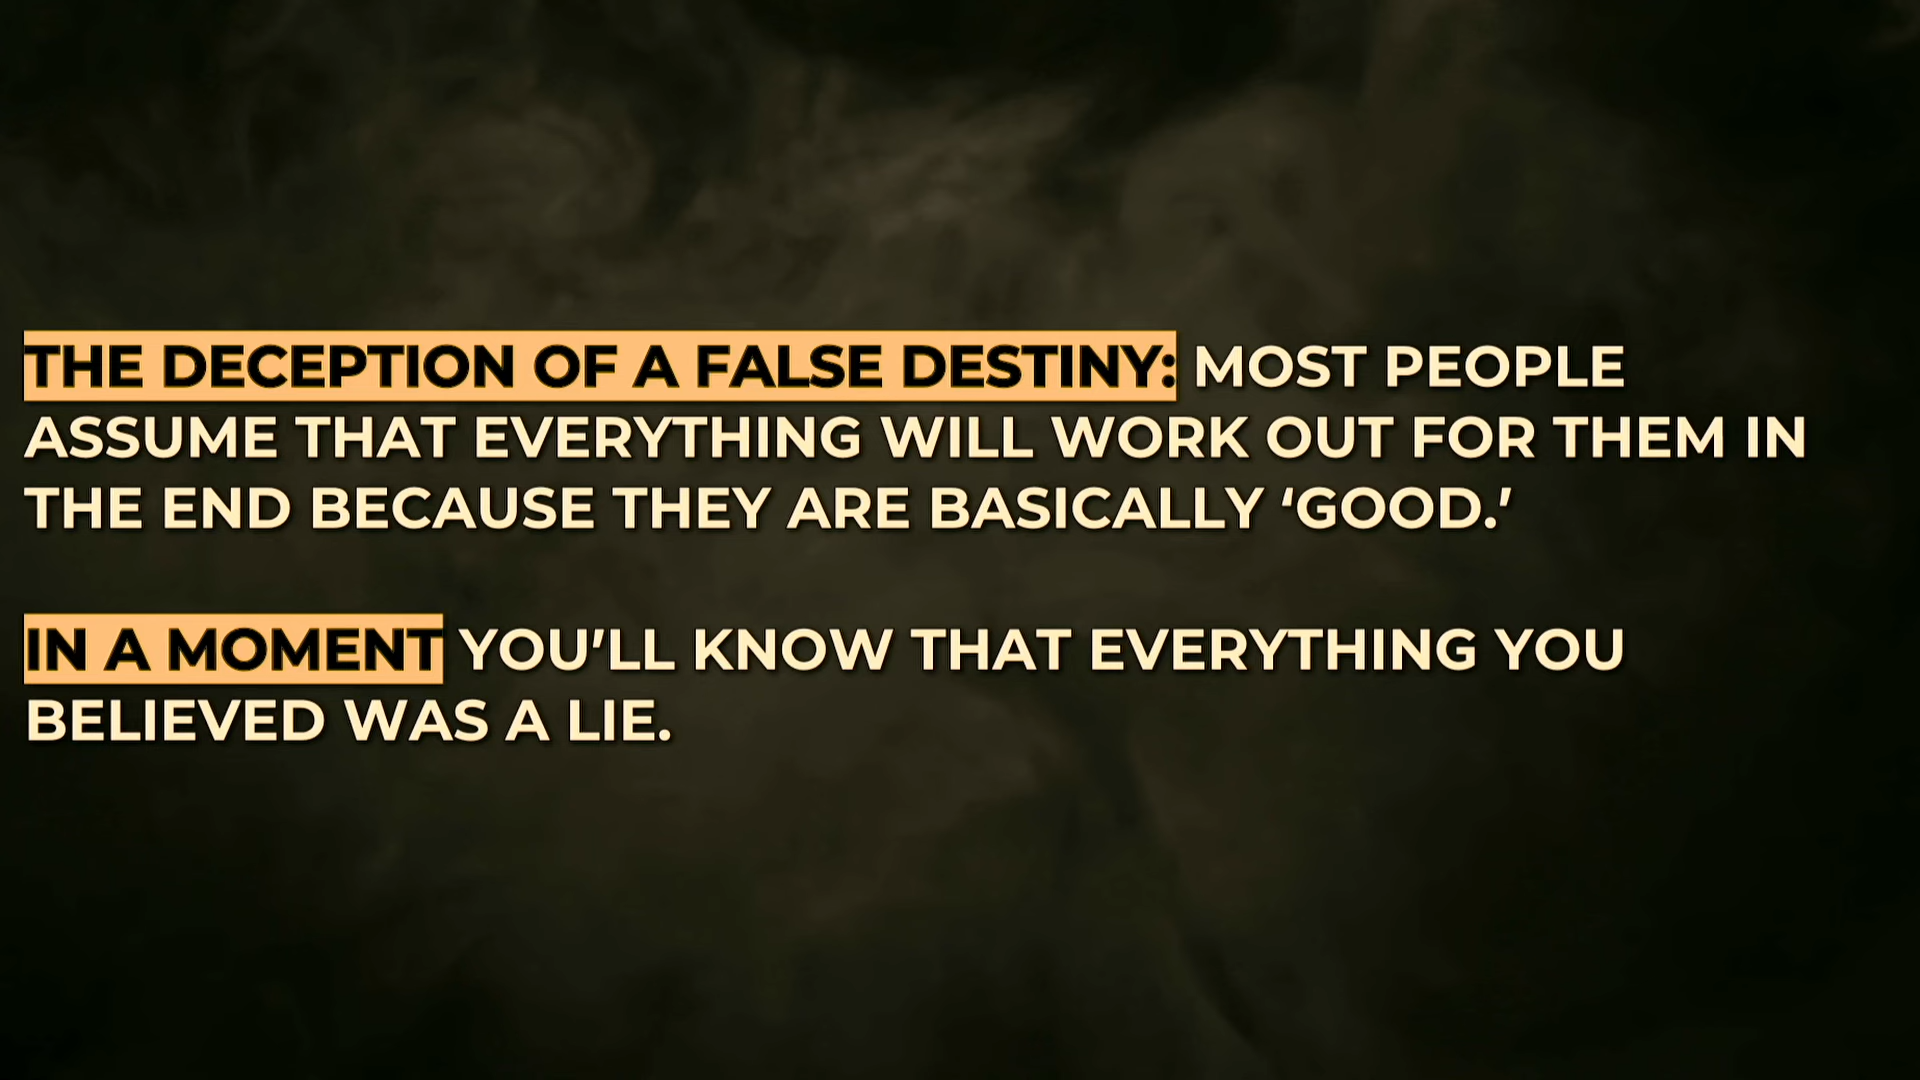 THE DECEPTION OF A FALSE DESTINY: MOST PEOPLE
ASSUME THAT EVERYTHING WILL WORK OUT FOR THEM IN
THE END BECAUSE THEY ARE BASICALLY ‘GOOD.’
IN A MOMENT YOU’LL KNOW THAT EVERYTHING YOU
BELIEVED WAS A LIE.